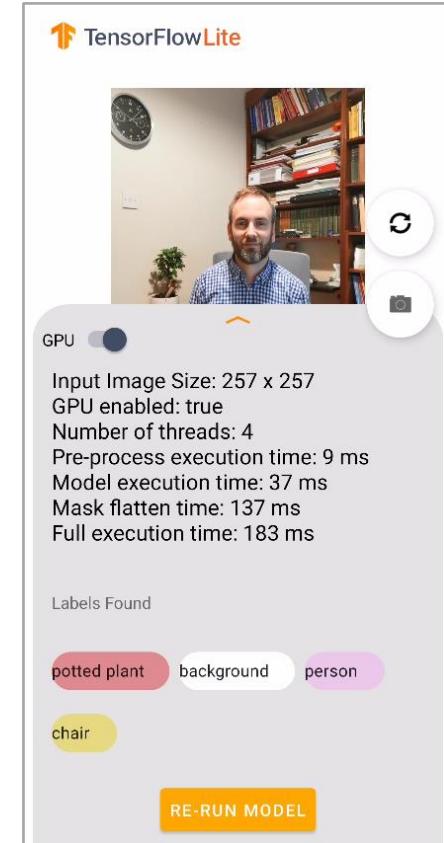 TensorFlow Lite
GPU
Input Image Size: 257 x 257
GPU enabled: true
Number of threads: 4
Pre-process execution time: 9 ms
Model execution time: 37 ms
Mask flatten time: 137 ms
Full execution time: 183 ms
Labels Found
potted plant background person
chair
RE-RUN MODEL